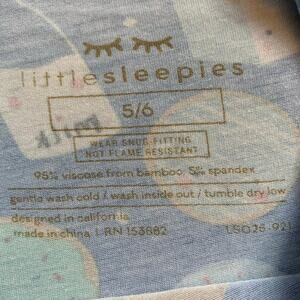 littlesleepies
5/6
WEAR SNUG-FITTING
NOT FLAME RESISTANT
95% viscose from bamboo, 5% spandex
gentle wash cold / wash inside out / tumble dry low
designed in california
made in china | RN 153882